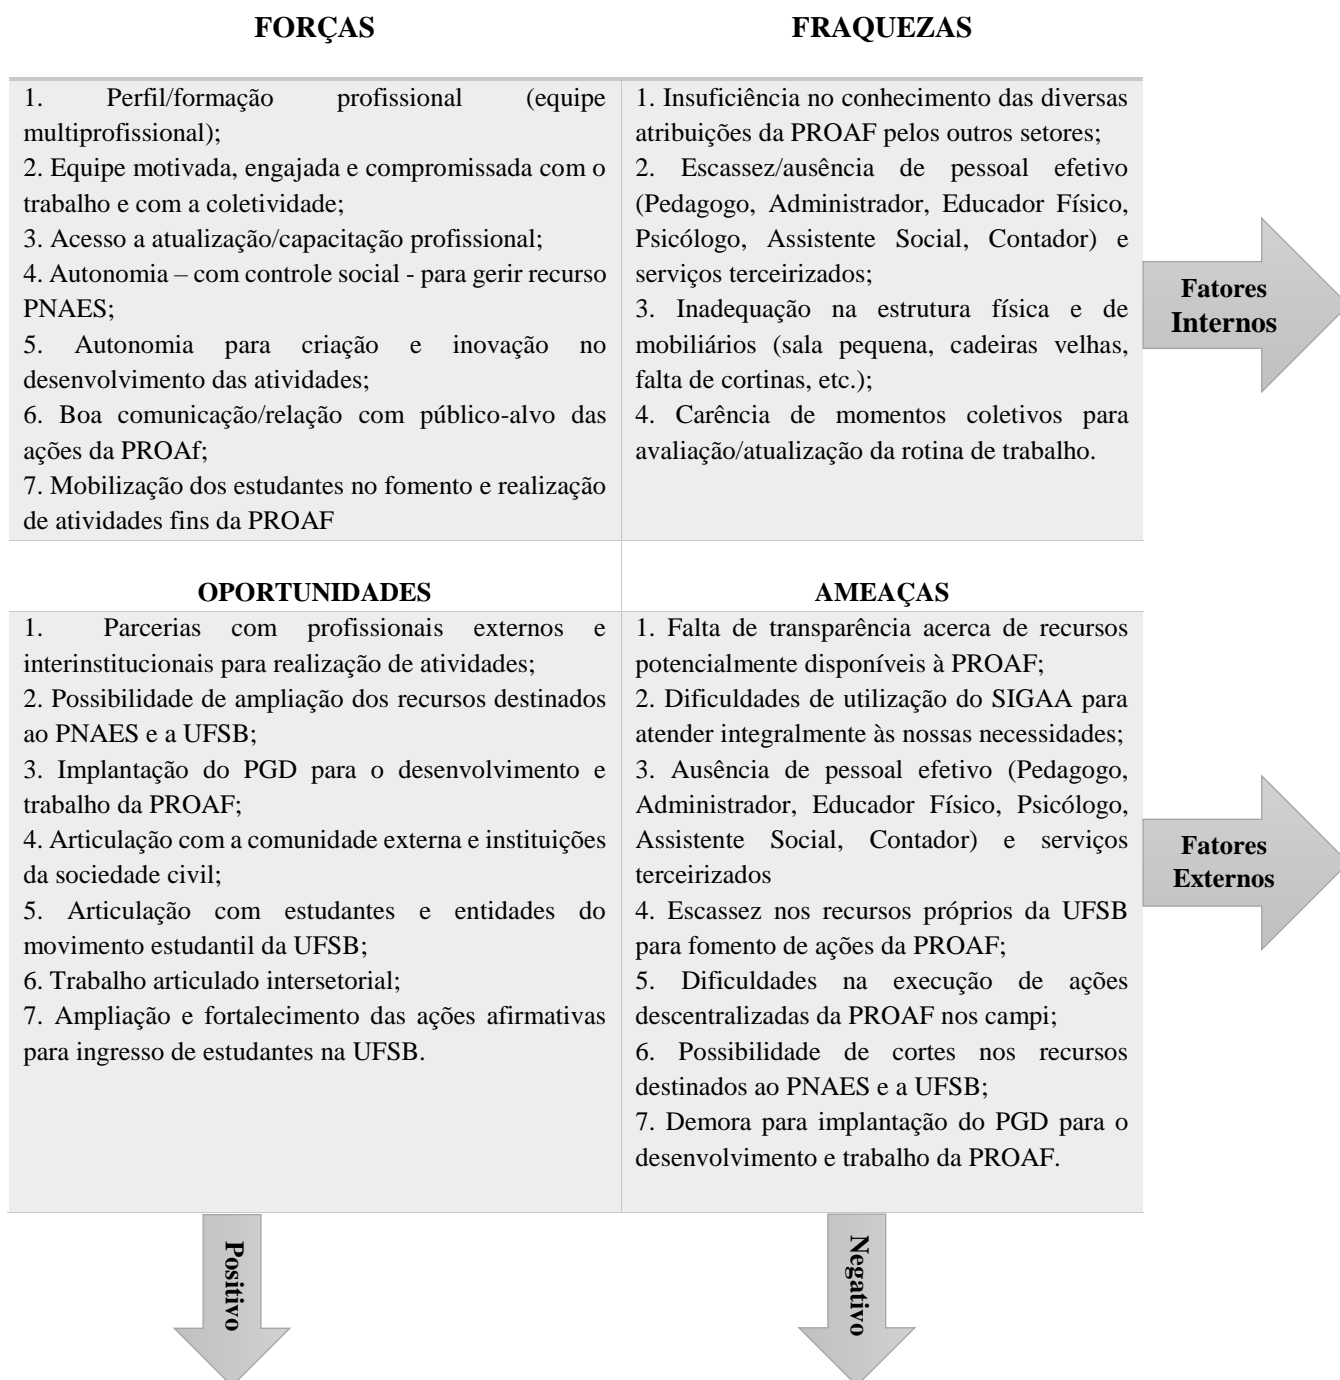 FORÇAS
1. Perfil/formação profissional (equipe
multiprofissional);
2. Equipe motivada, engajada e compromissada com o
trabalho e com a coletividade;
3. Acesso a atualização/capacitação profissional;
4. Autonomia – com controle social - para gerir recurso
PNAES;
5. Autonomia para criação e inovação no
desenvolvimento das atividades;
6. Boa comunicação/relação com público-alvo das
ações da PROAf;
7. Mobilização dos estudantes no fomento e realização
de atividades fins da PROAF
FRAQUEZAS
1. Insuficiência no conhecimento das diversas
atribuições da PROAF pelos outros setores;
2. Escassez/ausência de pessoal efetivo
(Pedagogo, Administrador, Educador Físico,
Psicólogo, Assistente Social, Contador) e
serviços terceirizados;
3. Inadequação na estrutura física e de
mobiliários (sala pequena, cadeiras velhas,
falta de cortinas, etc.);
4. Carência de momentos coletivos para
avaliação/atualização da rotina de trabalho.
Fatores
Internos
OPORTUNIDADES
1. Parcerias com profissionais externos e
interinstitucionais para realização de atividades;
2. Possibilidade de ampliação dos recursos destinados
ao PNAES e a UFSB;
3. Implantação do PGD para o desenvolvimento e
trabalho da PROAF;
4. Articulação com a comunidade externa e instituições
da sociedade civil;
5. Articulação com estudantes e entidades do
movimento estudantil da UFSB;
6. Trabalho articulado intersetorial;
7. Ampliação e fortalecimento das ações afirmativas
para ingresso de estudantes na UFSB.
AMEAÇAS
1. Falta de transparência acerca de recursos
potencialmente disponíveis à PROAF;
2. Dificuldades de utilização do SIGAA para
atender integralmente às nossas necessidades;
3. Ausência de pessoal efetivo (Pedagogo,
Administrador, Educador Físico, Psicólogo,
Assistente Social, Contador) e serviços
terceirizados
4. Escassez nos recursos próprios da UFSB
para fomento de ações da PROAF;
5. Dificuldades na execução de ações
descentralizadas da PROAF nos campi;
6. Possibilidade de cortes nos recursos
destinados ao PNAES e a UFSB;
7. Demora para implantação do PGD para o
desenvolvimento e trabalho da PROAF.
Fatores
Externos
Positivo
Negativo